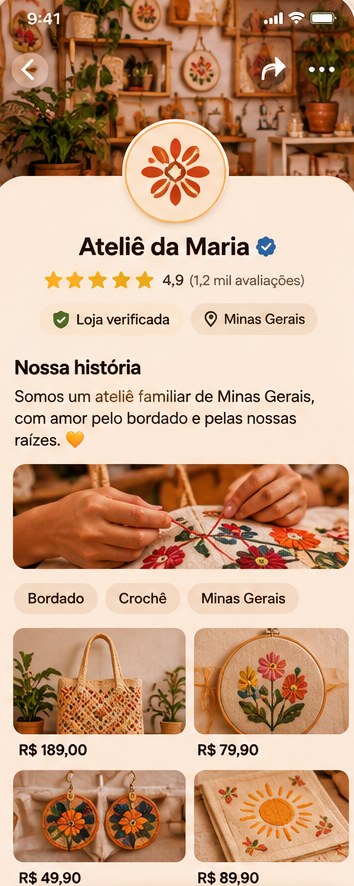 9:41
Ateliê da Maria
4,9 (1,2 mil avaliações)
Loja verificada
Minas Gerais
Nossa história
Somos um ateliê familiar de Minas Gerais,
com amor pelo bordado e pelas nossas
raízes. 🧡
Bordado
Crochê
Minas Gerais
R$ 189,00
R$ 79,90
R$ 49,90
R$ 89,90